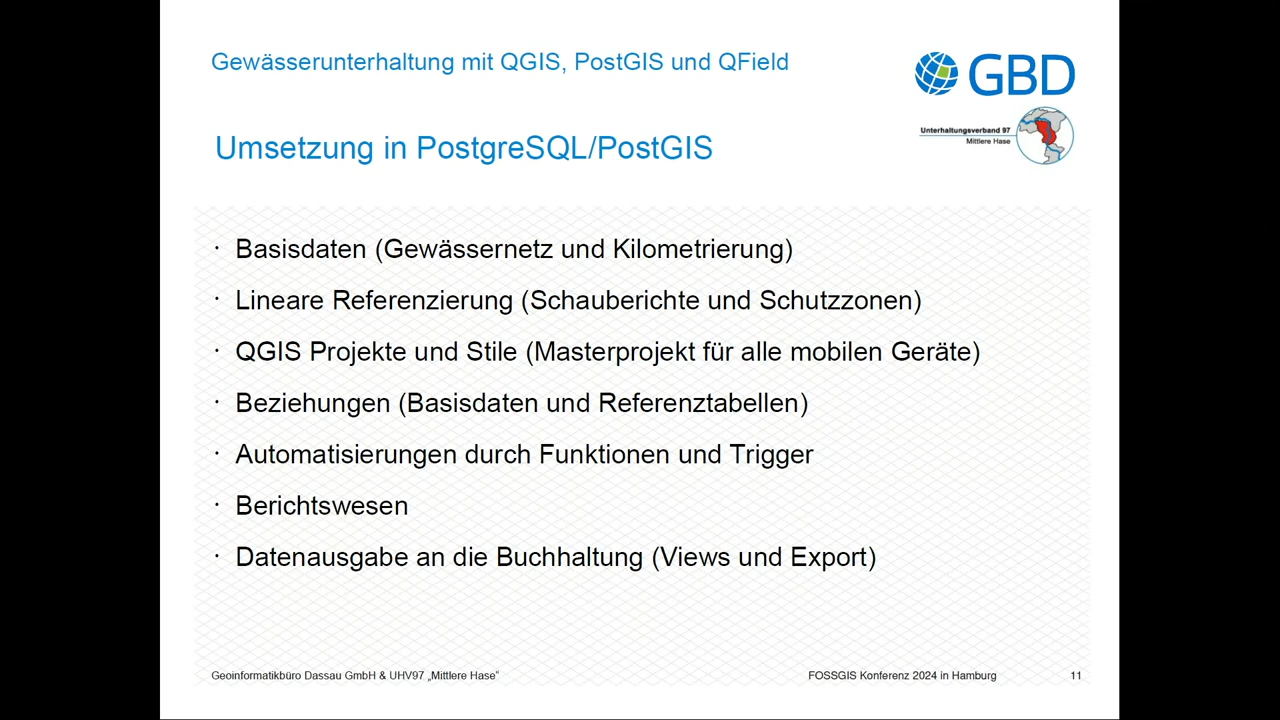 Gewässerunterhaltung mit QGIS, PostGIS und QField
GBD
Unterhaltungsverband 97
Mittlere Hase
Umsetzung in PostgreSQL/PostGIS
· Basisdaten (Gewässernetz und Kilometrierung)
· Lineare Referenzierung (Schauberichte und Schutzzonen)
· QGIS Projekte und Stile (Masterprojekt für alle mobilen Geräte)
· Beziehungen (Basisdaten und Referenztabellen)
· Automatisierungen durch Funktionen und Trigger
· Berichtswesen
· Datenausgabe an die Buchhaltung (Views und Export)
Geoinformatikbüro Dassau GmbH & UHV97 „Mittlere Hase“
FOSSGIS Konferenz 2024 in Hamburg
11